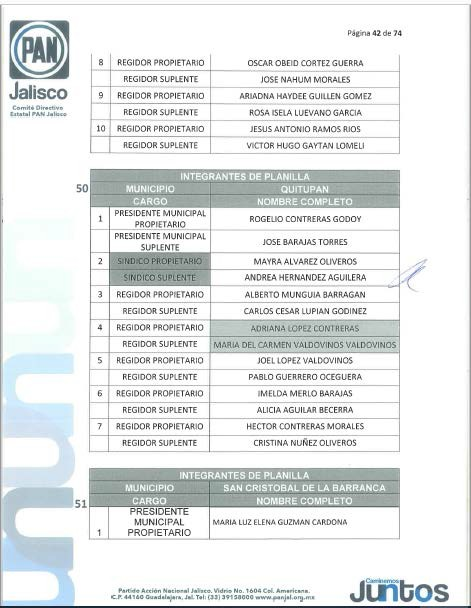 Página 42 de 74
PAN
Jalisco
Comité Directivo
Estatal PAN Jalisco
8 REGIDOR PROPIETARIO OSCAR OBEID CORTEZ GUERRA
REGIDOR SUPLENTE JOSE NAHUM MORALES
9 REGIDOR PROPIETARIO ARIADNA HAYDEE GUILLEN GOMEZ
REGIDOR SUPLENTE ROSA ISELA LUEVANO GARCIA
10 REGIDOR PROPIETARIO JESUS ANTONIO RAMOS RIOS
REGIDOR SUPLENTE VICTOR HUGO GAYTAN LOMELI
INTEGRANTES DE PLANILLA
50 MUNICIPIO QUITUPAN
CARGO NOMBRE COMPLETO
1 PRESIDENTE MUNICIPAL PROPIETARIO ROGELIO CONTRERAS GODOY
PRESIDENTE MUNICIPAL SUPLENTE JOSE BARAJAS TORRES
2 SINDICO PROPIETARIO MAYRA ALVAREZ OLIVEROS
SINDICO SUPLENTE ANDREA HERNANDEZ AGUILERA
3 REGIDOR PROPIETARIO ALBERTO MUNGUIA BARRAGAN
REGIDOR SUPLENTE CARLOS CESAR LUPIAN GODINEZ
4 REGIDOR PROPIETARIO ADRIANA LOPEZ CONTRERAS
REGIDOR SUPLENTE MARIA DEL CARMEN VALDOVINOS VALDOVINOS
5 REGIDOR PROPIETARIO JOEL LOPEZ VALDOVINOS
REGIDOR SUPLENTE PABLO GUERRERO OCEGUERA
6 REGIDOR PROPIETARIO IMELDA MERLO BARAJAS
REGIDOR SUPLENTE ALICIA AGUILAR BECERRA
7 REGIDOR PROPIETARIO HECTOR CONTRERAS MORALES
REGIDOR SUPLENTE CRISTINA NUÑEZ OLIVEROS
INTEGRANTES DE PLANILLA
MUNICIPIO SAN CRISTOBAL DE LA BARRANCA
51 CARGO NOMBRE COMPLETO
1 PRESIDENTE MUNICIPAL PROPIETARIO MARIA LUZ ELENA GUZMAN CARDONA
Partido Acción Nacional Jalisco. Vidrio No. 1604 Col. Americana.
C.P. 44160 Guadalajara, Jal. Tel: (33) 39158000 www.panjal.org.mx
Caminemos
Juntos